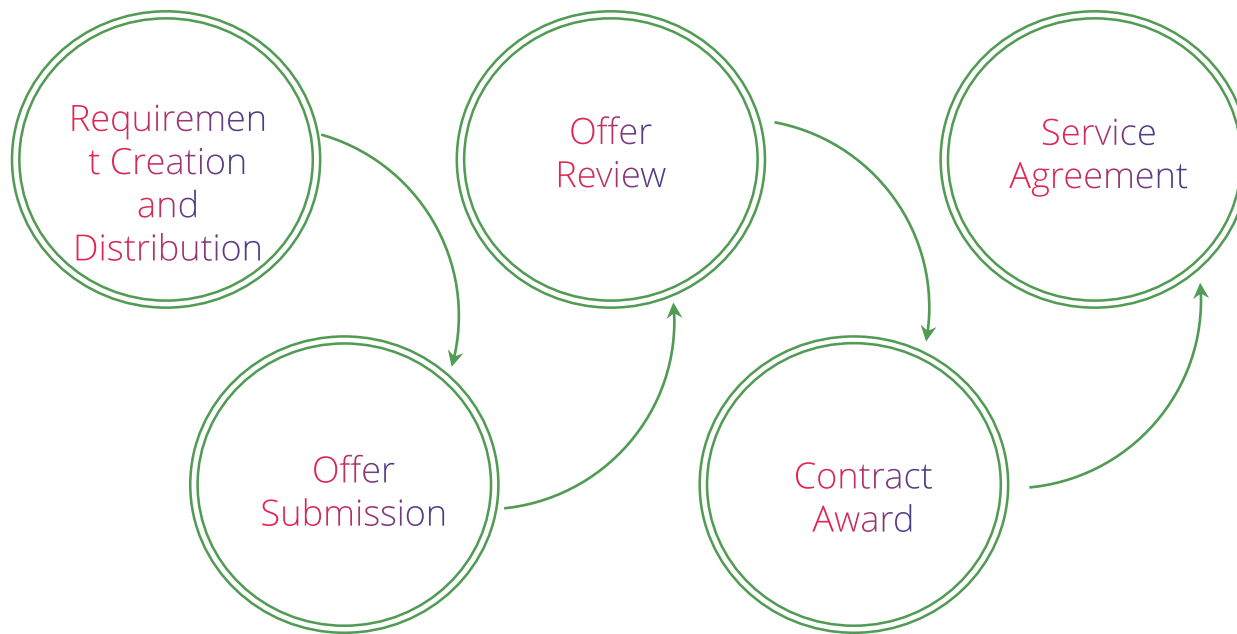 Requiremen
t Creation
and
Distribution
Offer
Submission
Offer
Review
Contract
Award
Service
Agreement